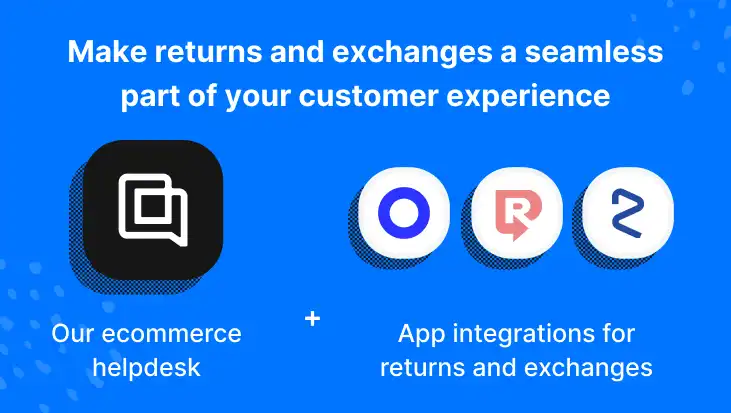 Make returns and exchanges a seamless
part of your customer experience
R
Our ecommerce
helpdesk
+
App integrations for
returns and exchanges